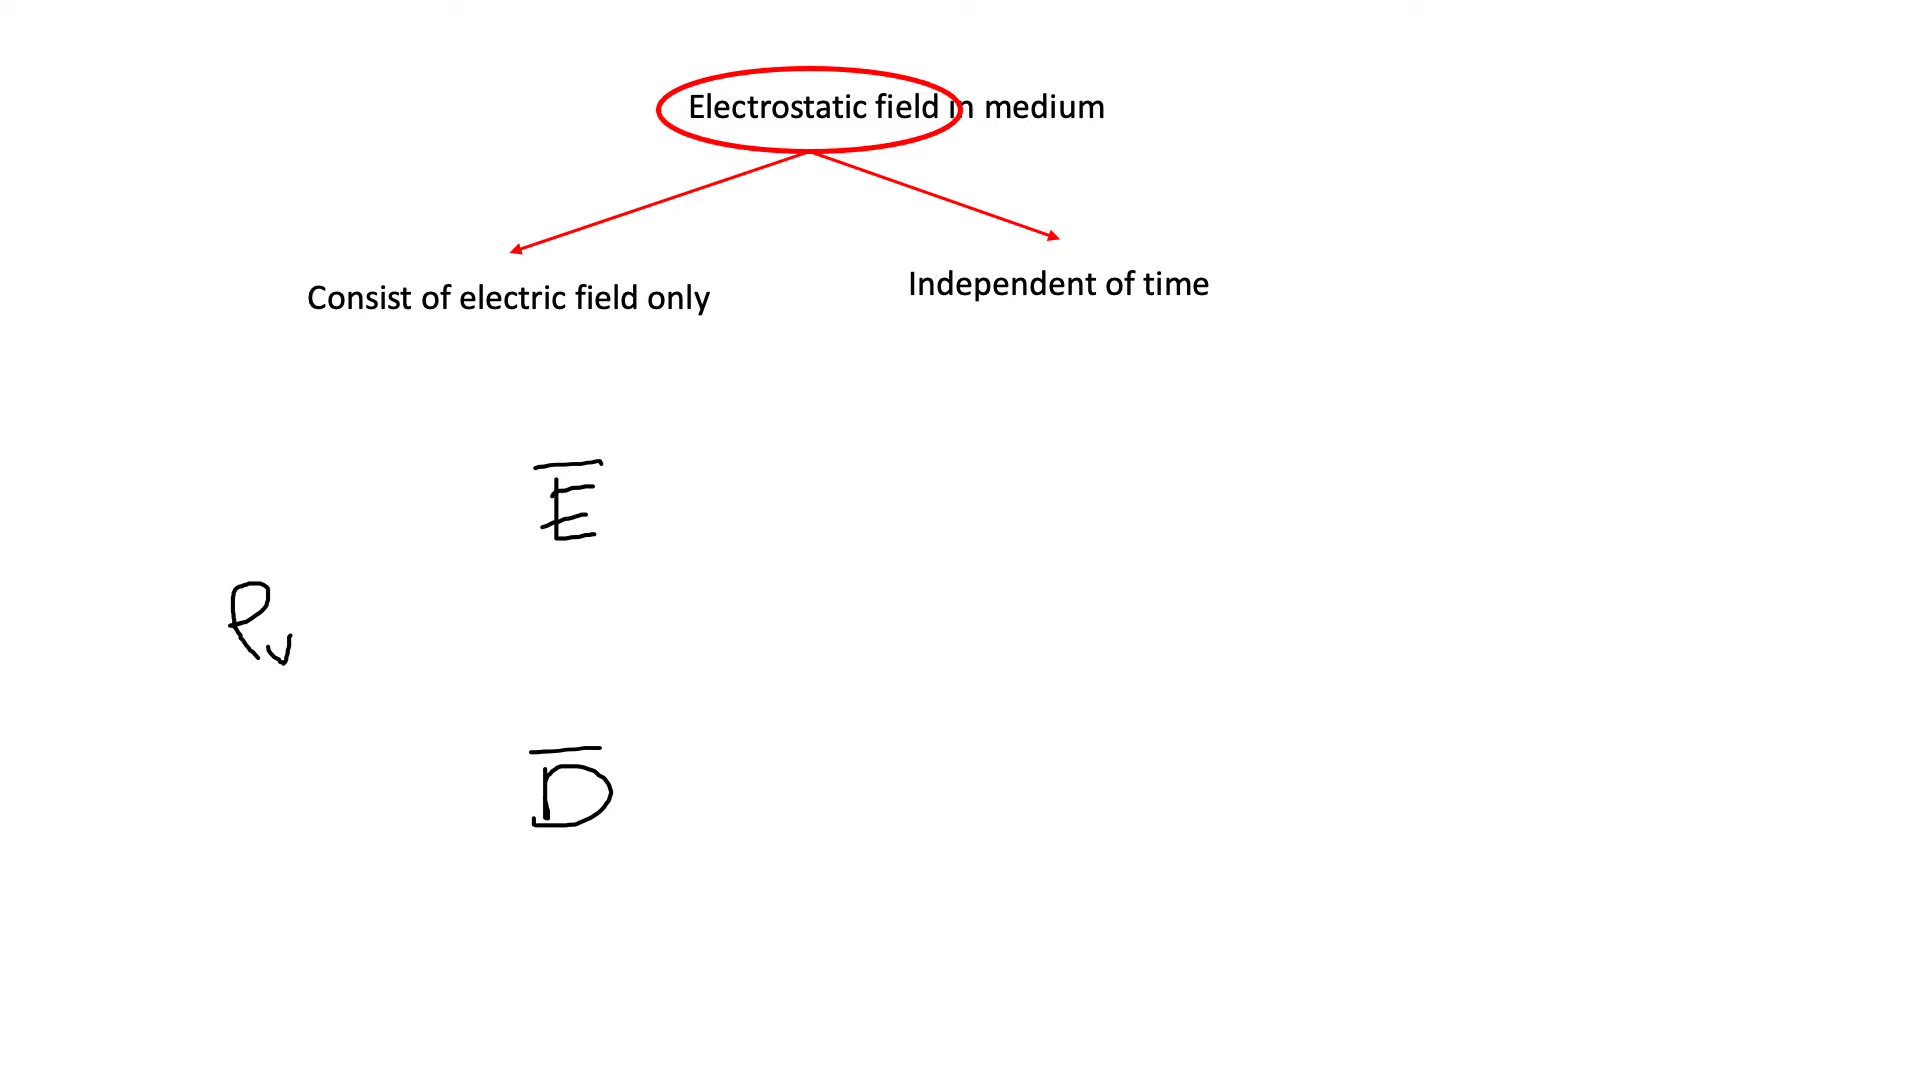 Electrostatic field in medium
Consist of electric field only
Independent of time
E̅
ρᵥ
D̅